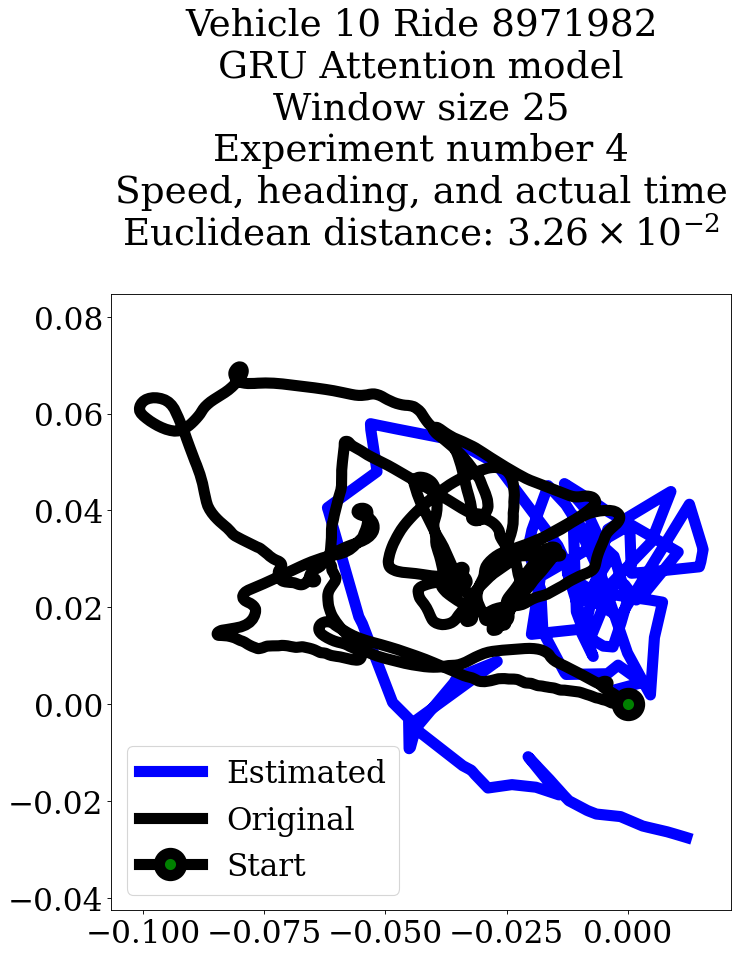 Vehicle 10 Ride 8971982
GRU Attention model
Window size 25
Experiment number 4
Speed, heading, and actual time
Euclidean distance: 3.26 × 10⁻²
0.08
0.06
0.04
0.02
0.00
−0.02
−0.04
Estimated
Original
Start
−0.100 −0.075 −0.050 −0.025 0.000